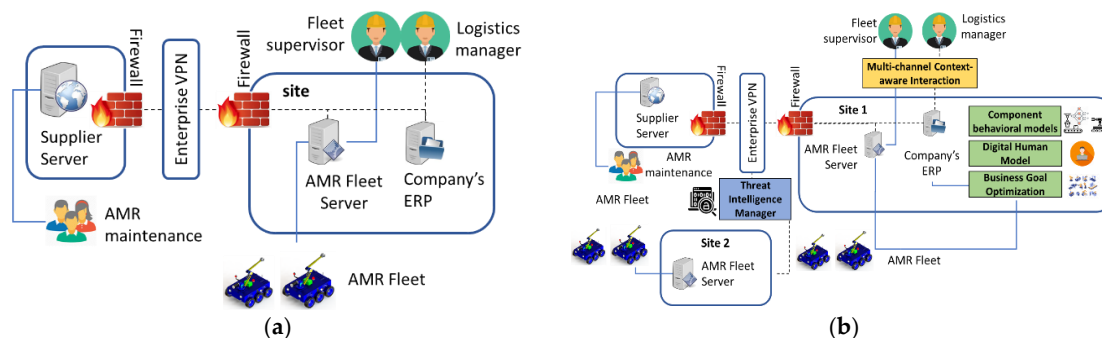 Fleet
supervisor
Logistics
manager
Firewall
Enterprise VPN
Firewall
site
Supplier
Server
AMR Fleet
Server
Company's
ERP
AMR
maintenance
AMR Fleet
(a)
Fleet
supervisor
Logistics
manager
Multi-channel Context-
aware Interaction
Firewall
Enterprise VPN
Firewall
Site 1
Supplier
Server
AMR Fleet
Server
Company's
ERP
Component
behavioral models
Digital Human
Model
Business Goal
Optimization
AMR
maintenance
Threat
Intelligence
Manager
AMR Fleet
Site 2
AMR Fleet
Server
AMR Fleet
(b)